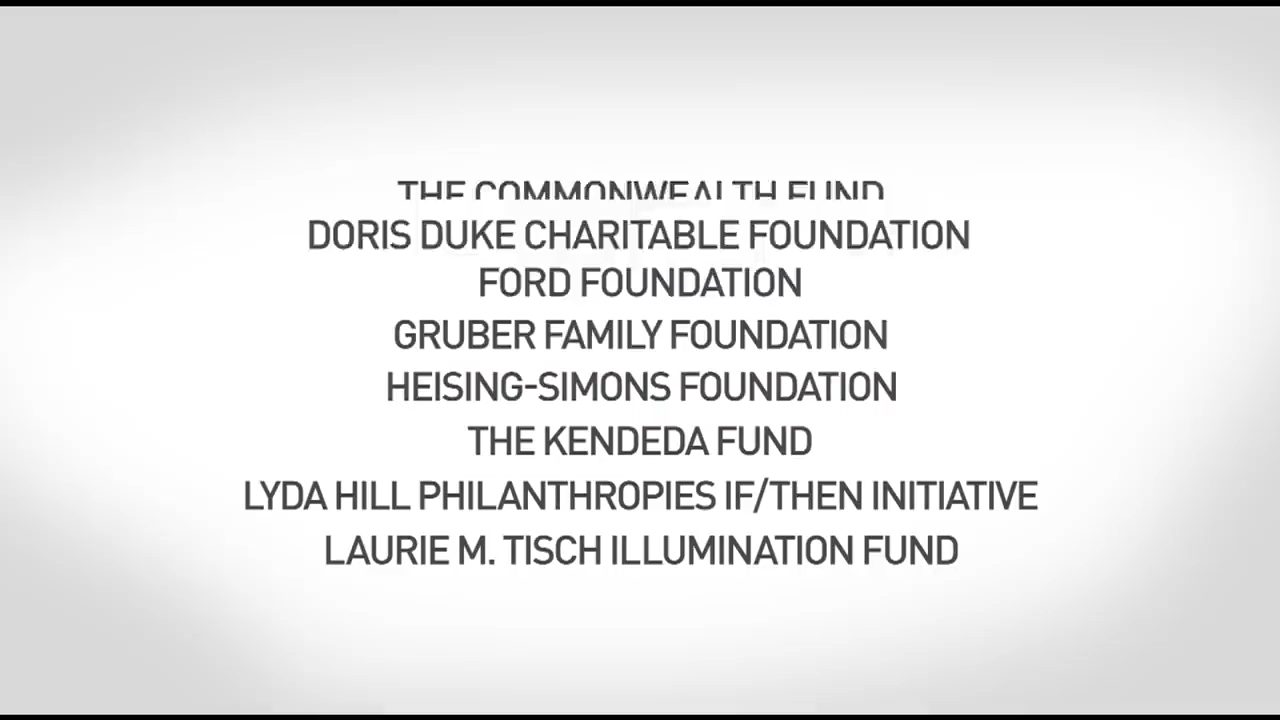 THE COMMONWEALTH FUND
DORIS DUKE CHARITABLE FOUNDATION
FORD FOUNDATION
GRUBER FAMILY FOUNDATION
HEISING-SIMONS FOUNDATION
THE KENDEDA FUND
LYDA HILL PHILANTHROPIES IF/THEN INITIATIVE
LAURIE M. TISCH ILLUMINATION FUND